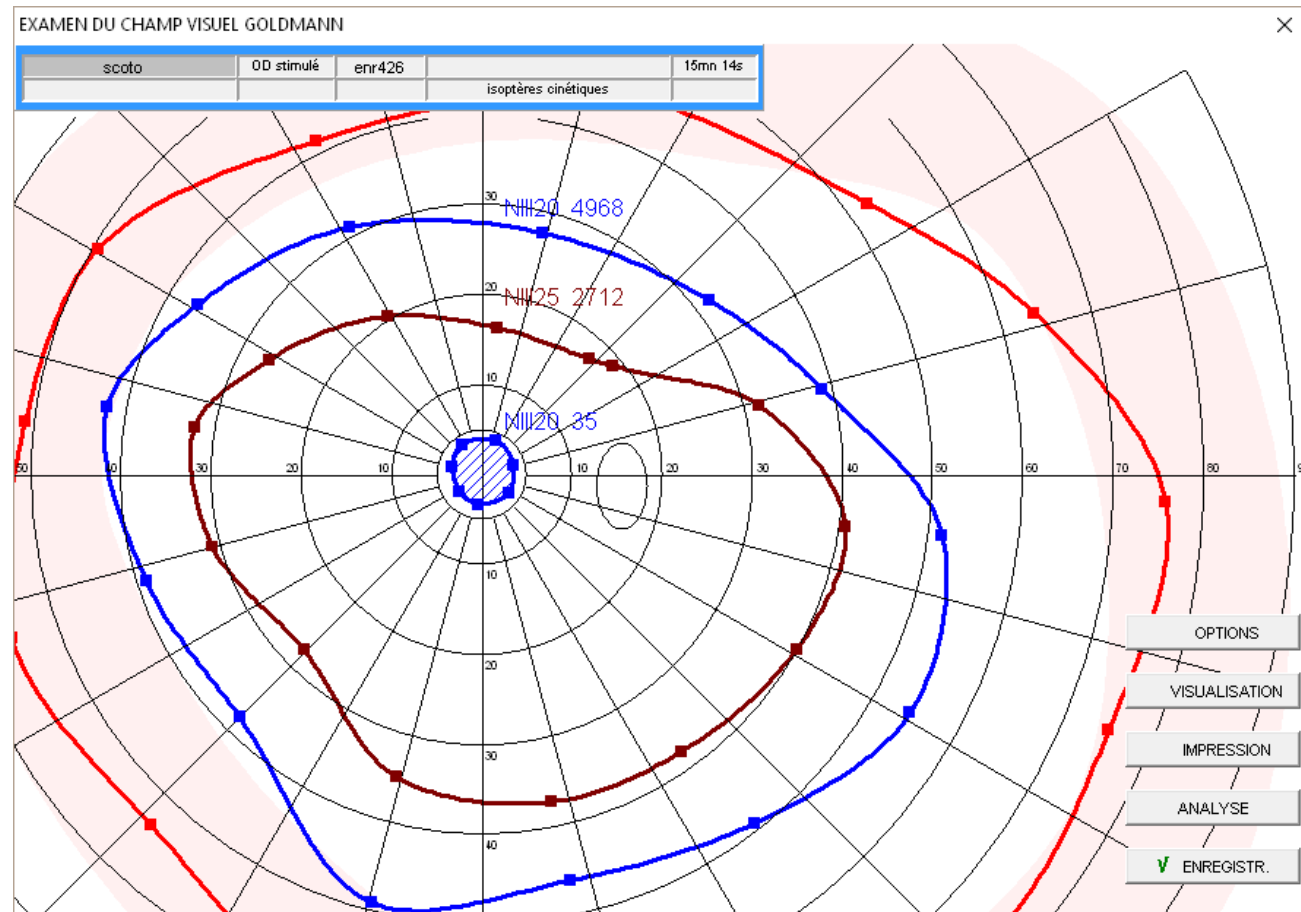 EXAMEN DU CHAMP VISUEL GOLDMANN
scoto OD stimulé enr426 15mn 14s
isoptères cinétiques
30
NIII20 4968
20
NIII25 2712
10
NIII20 35
50 40 30 20 10 10 20 30 40 50 60 70 80 9
10
20
30
40
OPTIONS
VISUALISATION
IMPRESSION
ANALYSE
ENREGISTR.